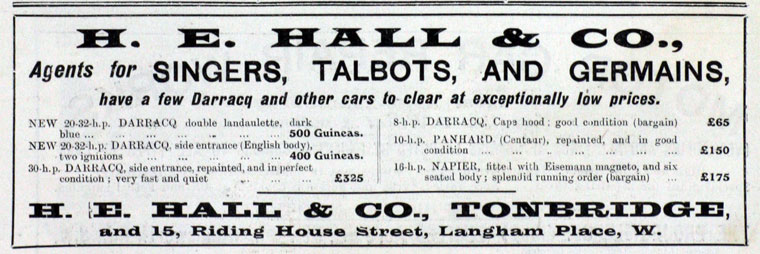 H. E. HALL & CO.,
Agents for SINGERS, TALBOTS, AND GERMAINS,
have a few Darracq and other cars to clear at exceptionally low prices.
NEW 20-32-h.p. DARRACQ double landaulette, dark
blue ... ... ... ... ... ... 500 Guineas.
NEW 20-32-h.p. DARRACQ, side entrance (English body),
two ignitions ... ... ... ... 400 Guineas.
30-h.p. DARRACQ, side entrance, repainted, and in perfect
condition; very fast and quiet ... ... ... £325
8-h.p. DARRACQ, Cape hood; good condition (bargain) £65
10-h.p. PANHARD (Centaur), repainted, and in good
condition ... ... ... ... ... ... £150
16-h.p. NAPIER, fitted with Eisemann magneto, and six
seated body; splendid running order (bargain) ... £175
H. E. HALL & CO., TONBRIDGE,
and 15, Riding House Street, Langham Place, W.